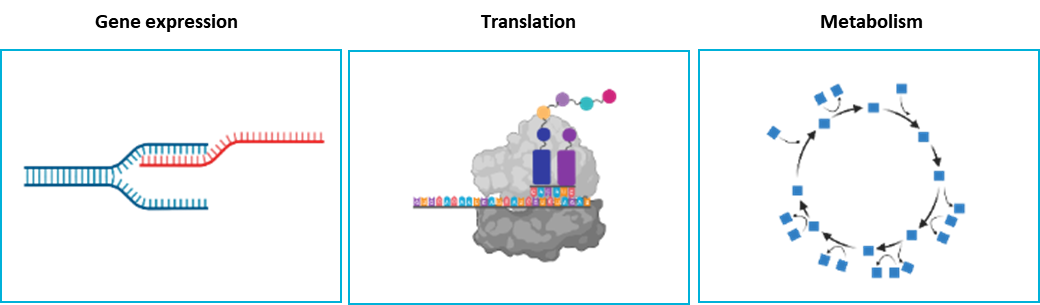 Gene expression
Translation
Metabolism